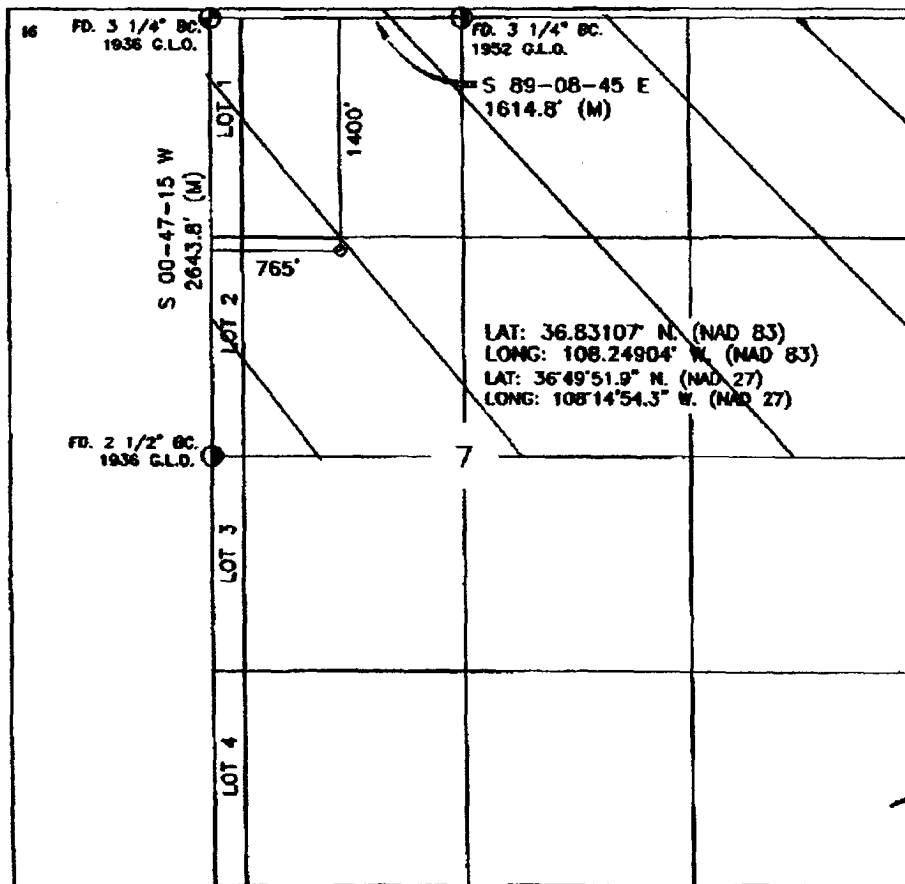 16
FD. 3 1/4" BC.
1936 G.L.O.
FD. 3 1/4" BC.
1952 G.L.O.
S 89-08-45 E
1614.8' (M)
LOT 1
1400'
S 00-47-15 W
2643.8' (M)
765'
LOT 2
LAT: 36.83107° N. (NAD 83)
LONG: 108.24904° W. (NAD 83)
LAT: 36°49'51.9" N. (NAD 27)
LONG: 108°14'54.3" W. (NAD 27)
FD. 2 1/2" BC.
1936 G.L.O.
7
LOT 3
LOT 4